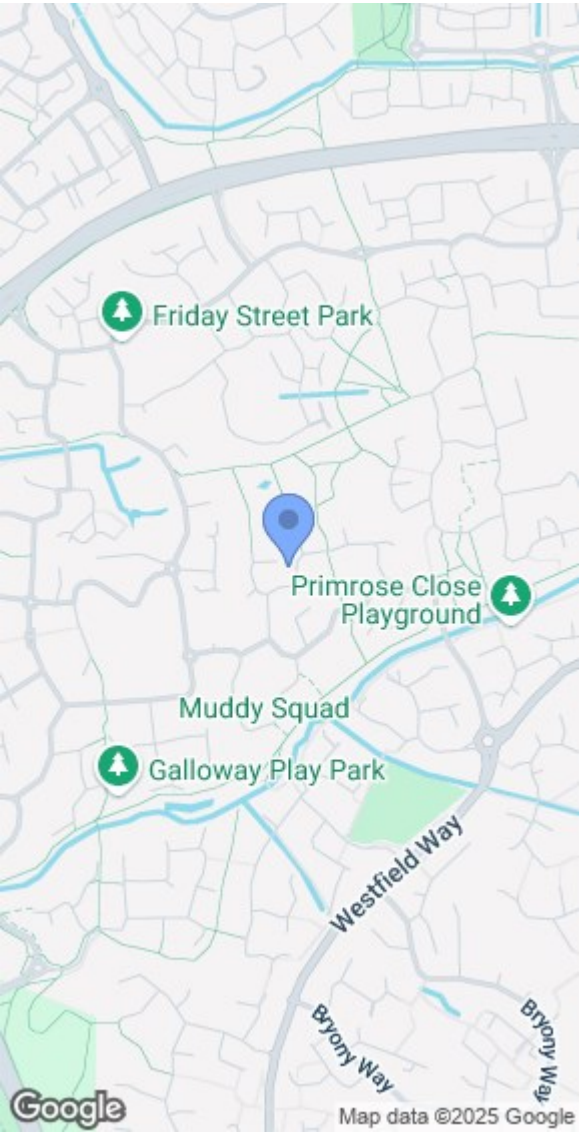 Friday Street Park
Primrose Close
Playground
Muddy Squad
Galloway Play Park
Westfield Way
Bryony Way
Bryony Way
Google
Map data ©2025 Google